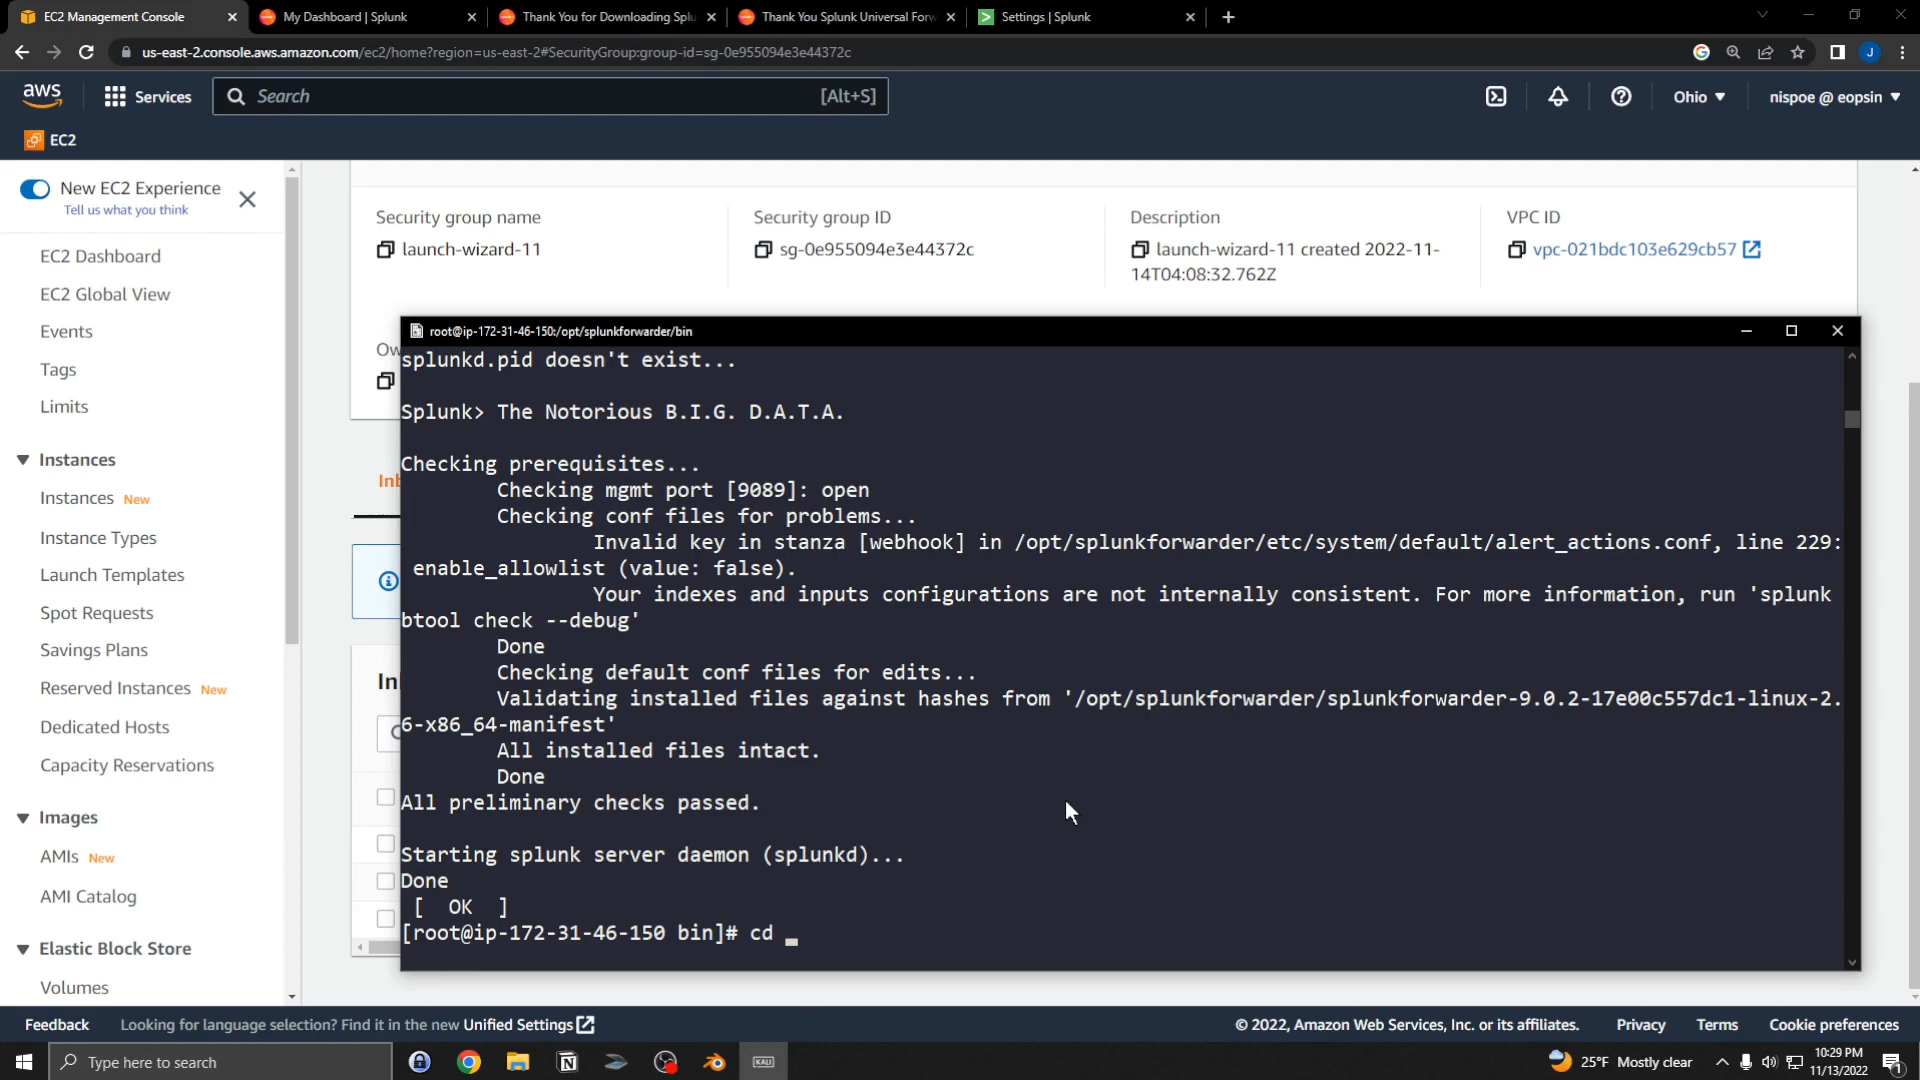 EC2 Management Console
My Dashboard | Splunk
Thank You for Downloading Splu
Thank You Splunk Universal Forw
Settings | Splunk
us-east-2.console.aws.amazon.com/ec2/home?region=us-east-2#SecurityGroup:group-id=sg-0e955094e3e44372c
J
aws
Services
Search
[Alt+S]
Ohio
nispoe @ eopsin
EC2
New EC2 Experience
Tell us what you think
EC2 Dashboard
EC2 Global View
Events
Tags
Limits
Instances
Instances New
Instance Types
Launch Templates
Spot Requests
Savings Plans
Reserved Instances New
Dedicated Hosts
Capacity Reservations
Images
AMIs New
AMI Catalog
Elastic Block Store
Volumes
Security group name
launch-wizard-11
Security group ID
sg-0e955094e3e44372c
Description
launch-wizard-11 created 2022-11-
14T04:08:32.762Z
VPC ID
vpc-021bdc103e629cb57
Ow
Inb
In
root@ip-172-31-46-150:/opt/splunkforwarder/bin
splunkd.pid doesn't exist...
Splunk> The Notorious B.I.G. D.A.T.A.
Checking prerequisites...
Checking mgmt port [9089]: open
Checking conf files for problems...
Invalid key in stanza [webhook] in /opt/splunkforwarder/etc/system/default/alert_actions.conf, line 229:
enable_allowlist (value: false).
Your indexes and inputs configurations are not internally consistent. For more information, run 'splunk
btool check --debug'
Done
Checking default conf files for edits...
Validating installed files against hashes from '/opt/splunkforwarder/splunkforwarder-9.0.2-17e00c557dc1-linux-2.
6-x86_64-manifest'
All installed files intact.
Done
All preliminary checks passed.
Starting splunk server daemon (splunkd)...
Done
[ OK ]
[root@ip-172-31-46-150 bin]# cd _
Feedback
Looking for language selection? Find it in the new Unified Settings
© 2022, Amazon Web Services, Inc. or its affiliates.
Privacy
Terms
Cookie preferences
Type here to search
KALI
25°F Mostly clear
10:29 PM
11/13/2022
1